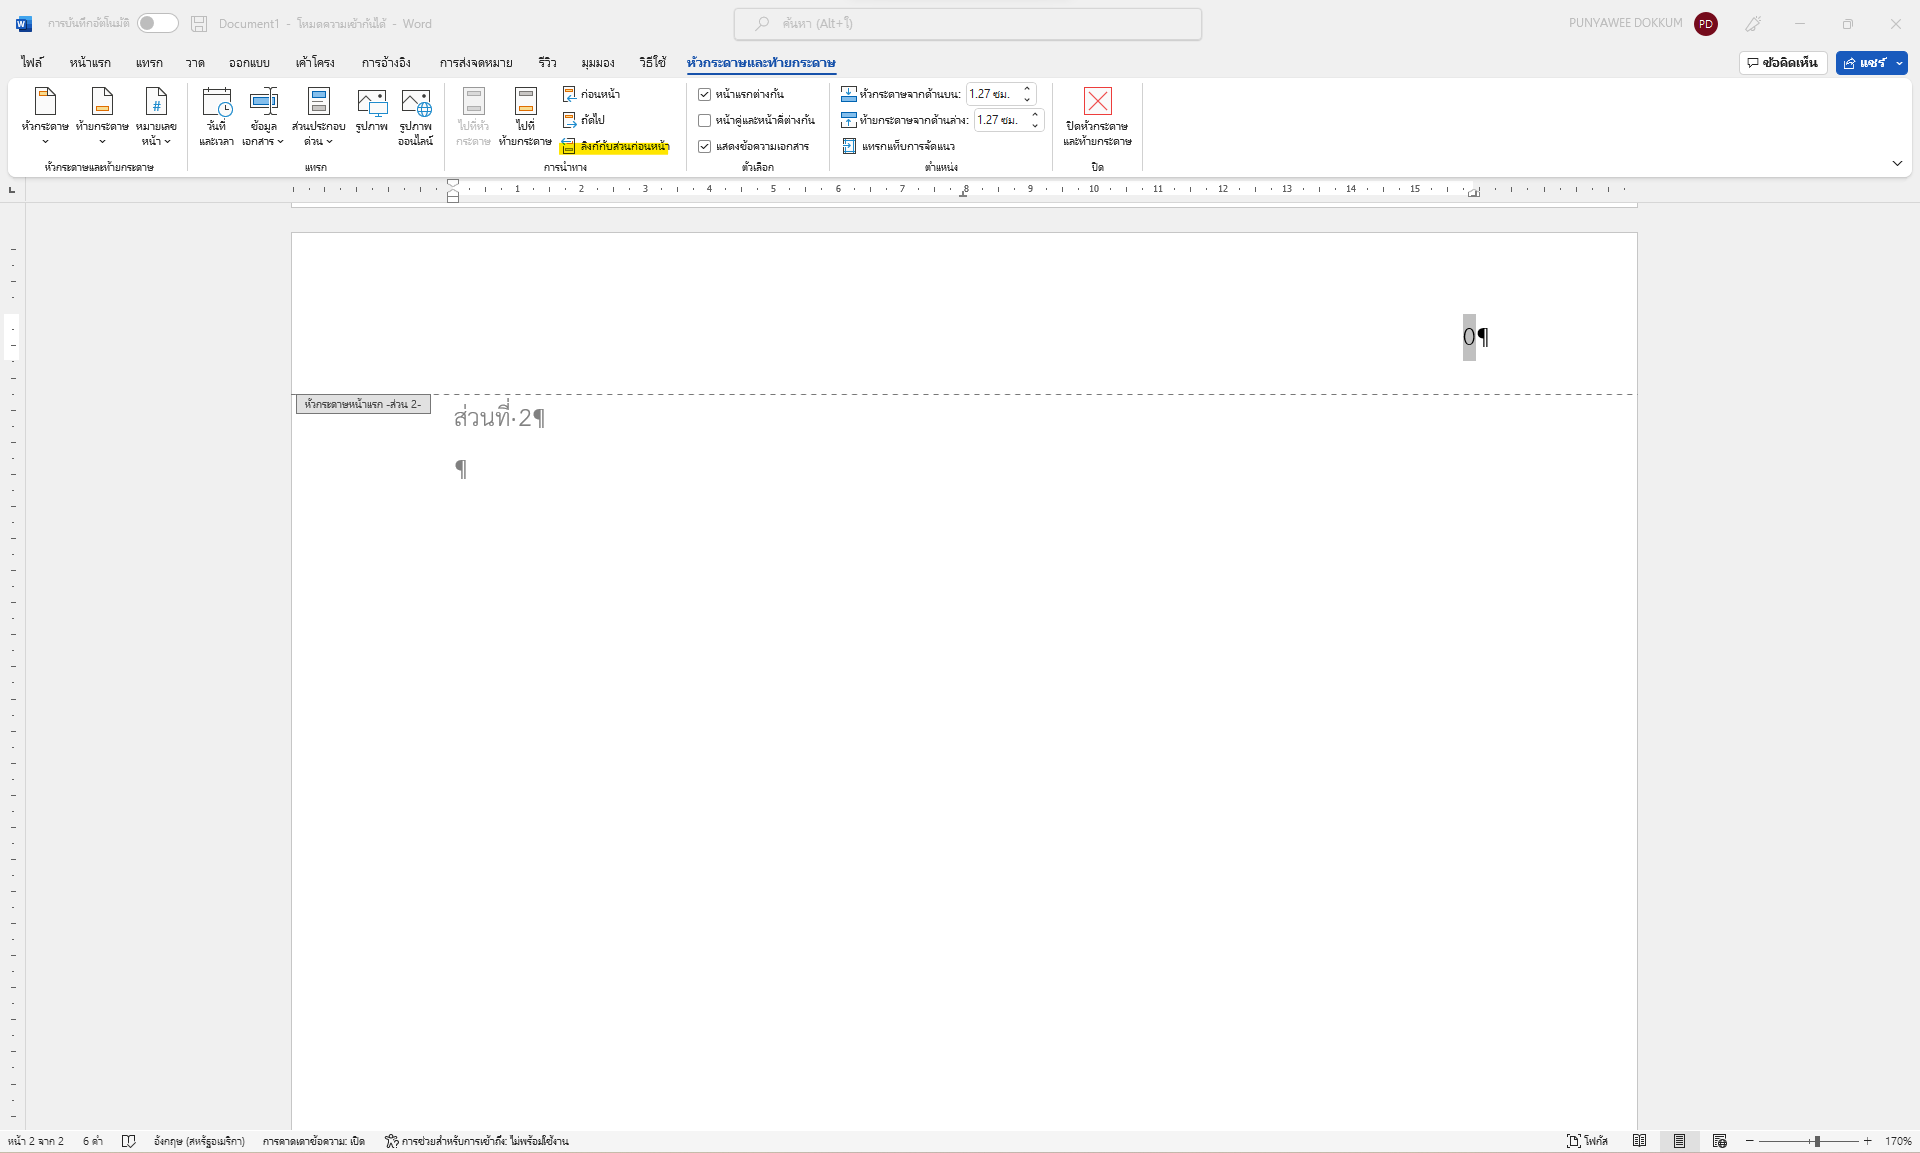 การบันทึกอัตโนมัติ Document1 - โหมดความเข้ากันได้ - Word ค้นหา (Alt+ใ) PUNYAWEE DOKKUM PD
ไฟล์ หน้าแรก แทรก วาด ออกแบบ เค้าโครง การอ้างอิง การส่งจดหมาย รีวิว มุมมอง วิธีใช้ หัวกระดาษและท้ายกระดาษ ข้อคิดเห็น แชร์
หัวกระดาษ ท้ายกระดาษ หมายเลขหน้า
หัวกระดาษและท้ายกระดาษ
วันที่และเวลา ข้อมูลเอกสาร ส่วนประกอบด่วน รูปภาพ รูปภาพออนไลน์
แทรก
ไปที่หัวกระดาษ ไปที่ท้ายกระดาษ
ก่อนหน้า
ถัดไป
ลิงก์กับส่วนก่อนหน้า
การนำทาง
หน้าแรกต่างกัน
หน้าคู่และหน้าคี่ต่างกัน
แสดงข้อความเอกสาร
ตัวเลือก
หัวกระดาษจากด้านบน: 1.27 ซม.
ท้ายกระดาษจากด้านล่าง: 1.27 ซม.
แทรกแท็บการจัดแนว
ตำแหน่ง
ปิดหัวกระดาษและท้ายกระดาษ
ปิด
1 2 3 4 5 6 7 8 9 10 11 12 13 14 15
0¶
หัวกระดาษหน้าแรก -ส่วน 2-
ส่วนที่·2¶
¶
หน้า 2 จาก 2 6 คำ อังกฤษ (สหรัฐอเมริกา) การคาดเดาข้อความ: เปิด การช่วยสำหรับการเข้าถึง: ไม่พร้อมใช้งาน โฟกัส 170%